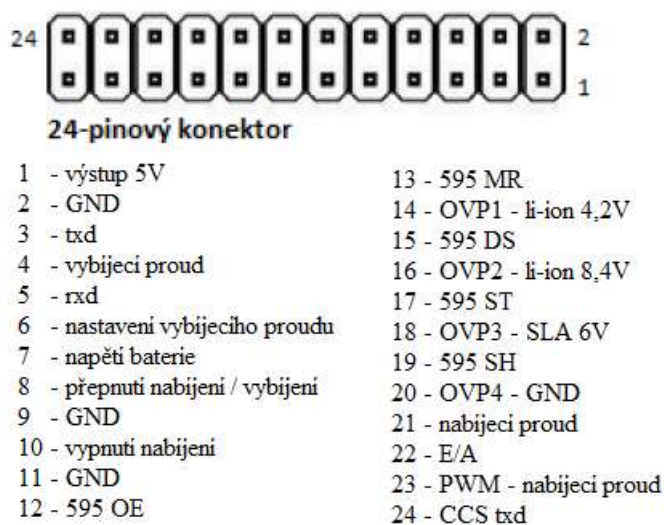 24
2
1
24-pinový konektor
1 - výstup 5V
2 - GND
3 - txd
4 - vybíjecí proud
5 - rxd
6 - nastavení vybíjecího proudu
7 - napětí baterie
8 - přepnutí nabíjení / vybíjení
9 - GND
10 - vypnutí nabíjení
11 - GND
12 - 595 OE
13 - 595 MR
14 - OVP1 - li-ion 4,2V
15 - 595 DS
16 - OVP2 - li-ion 8,4V
17 - 595 ST
18 - OVP3 - SLA 6V
19 - 595 SH
20 - OVP4 - GND
21 - nabíjecí proud
22 - E/A
23 - PWM - nabíjecí proud
24 - CCS txd